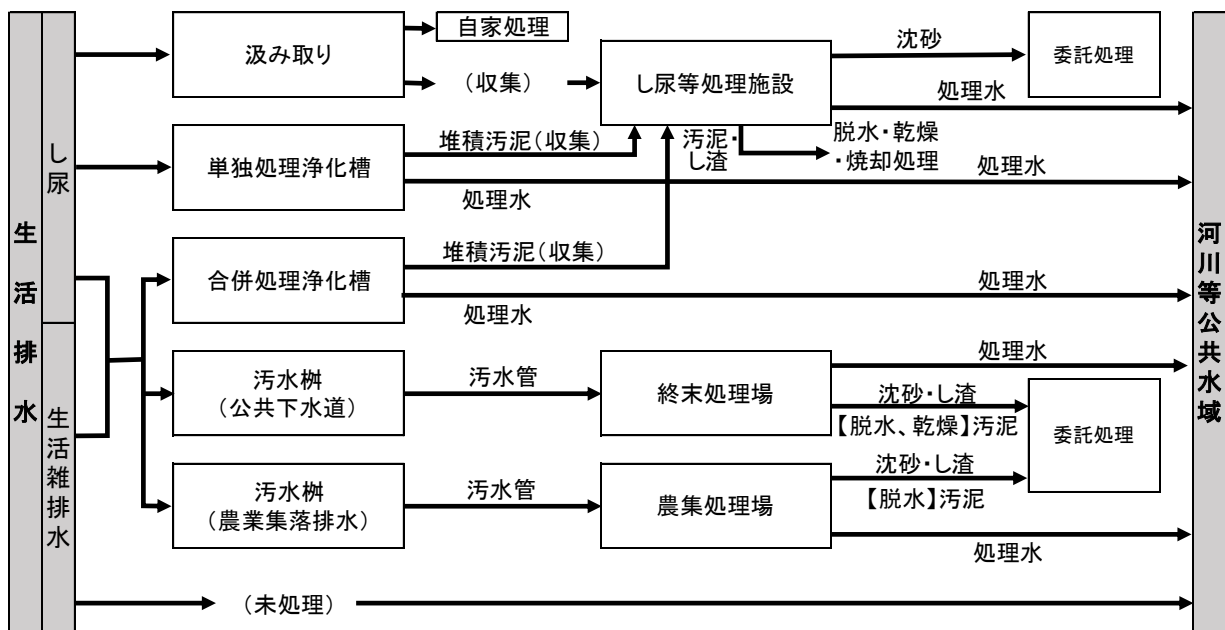 生活排水
し尿
生活雑排水
汲み取り
自家処理
(収集)
し尿等処理施設
沈砂
委託処理
処理水
汚泥・
し渣
脱水・乾燥
・焼却処理
単独処理浄化槽
堆積汚泥(収集)
処理水
処理水
合併処理浄化槽
堆積汚泥(収集)
処理水
処理水
汚水桝
(公共下水道)
汚水管
終末処理場
処理水
沈砂・し渣
【脱水、乾燥】汚泥
委託処理
汚水桝
(農業集落排水)
汚水管
農集処理場
沈砂・し渣
【脱水】汚泥
処理水
(未処理)
河川等公共水域